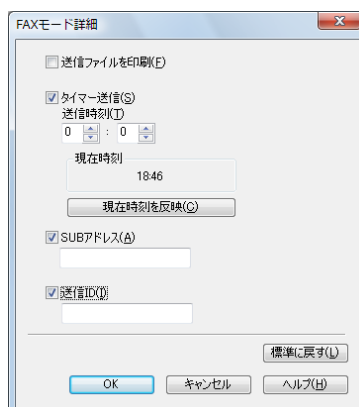 FAXモード詳細
送信ファイルを印刷(F)
タイマー送信(S)
送信時刻(T)
0 : 0
現在時刻
18:46
現在時刻を反映(C)
SUBアドレス(A)
送信ID(I)
標準に戻す(L)
OK キャンセル ヘルプ(H)